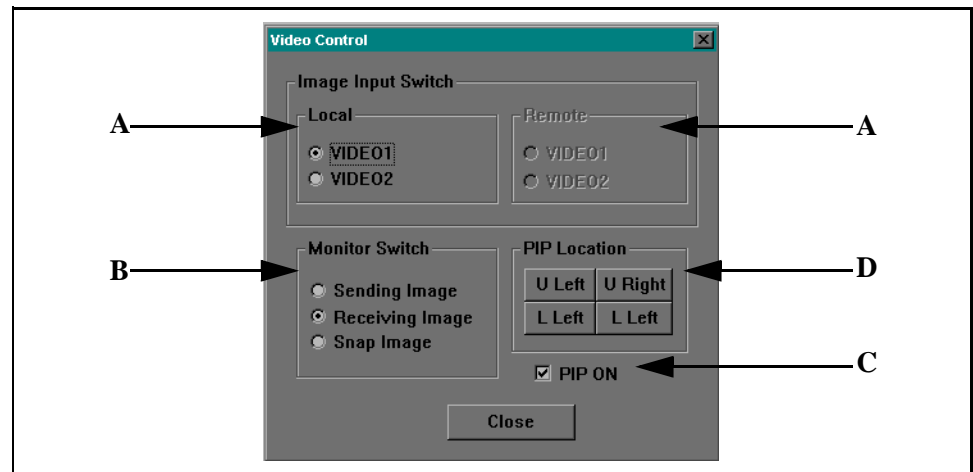 Video Control
Image Input Switch
A
Local
VIDEO1
VIDEO2
Remote
VIDEO1
VIDEO2
A
B
Monitor Switch
Sending Image
Receiving Image
Snap Image
PIP Location
U Left U Right
L Left L Left
D
PIP ON
C
Close